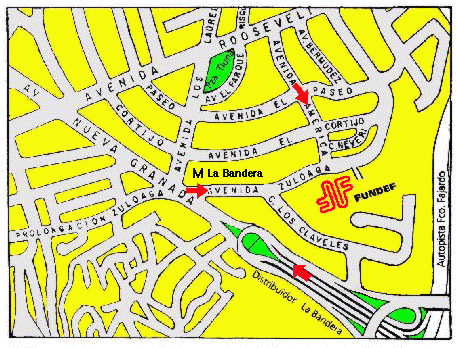 LAUREL
RISCO
AVENIDA ROOSEVELT
AV. BERMUDEZ
AVENIDA AMERICA
AVENIDA LOS
AV. EL PARQUE
AVENIDA EL PASEO
PASEO
AV. NUEVA GRANADA
CORTIJO
AVENIDA EL CORTIJO
C. NEVERI
M La Bandera
AVENIDA ZULOAGA
PROLONGACION ZULOAGA
C. LOS CLAVELES
FUNDEF
Autopista Fco. Fajardo
Distribuidor La Bandera